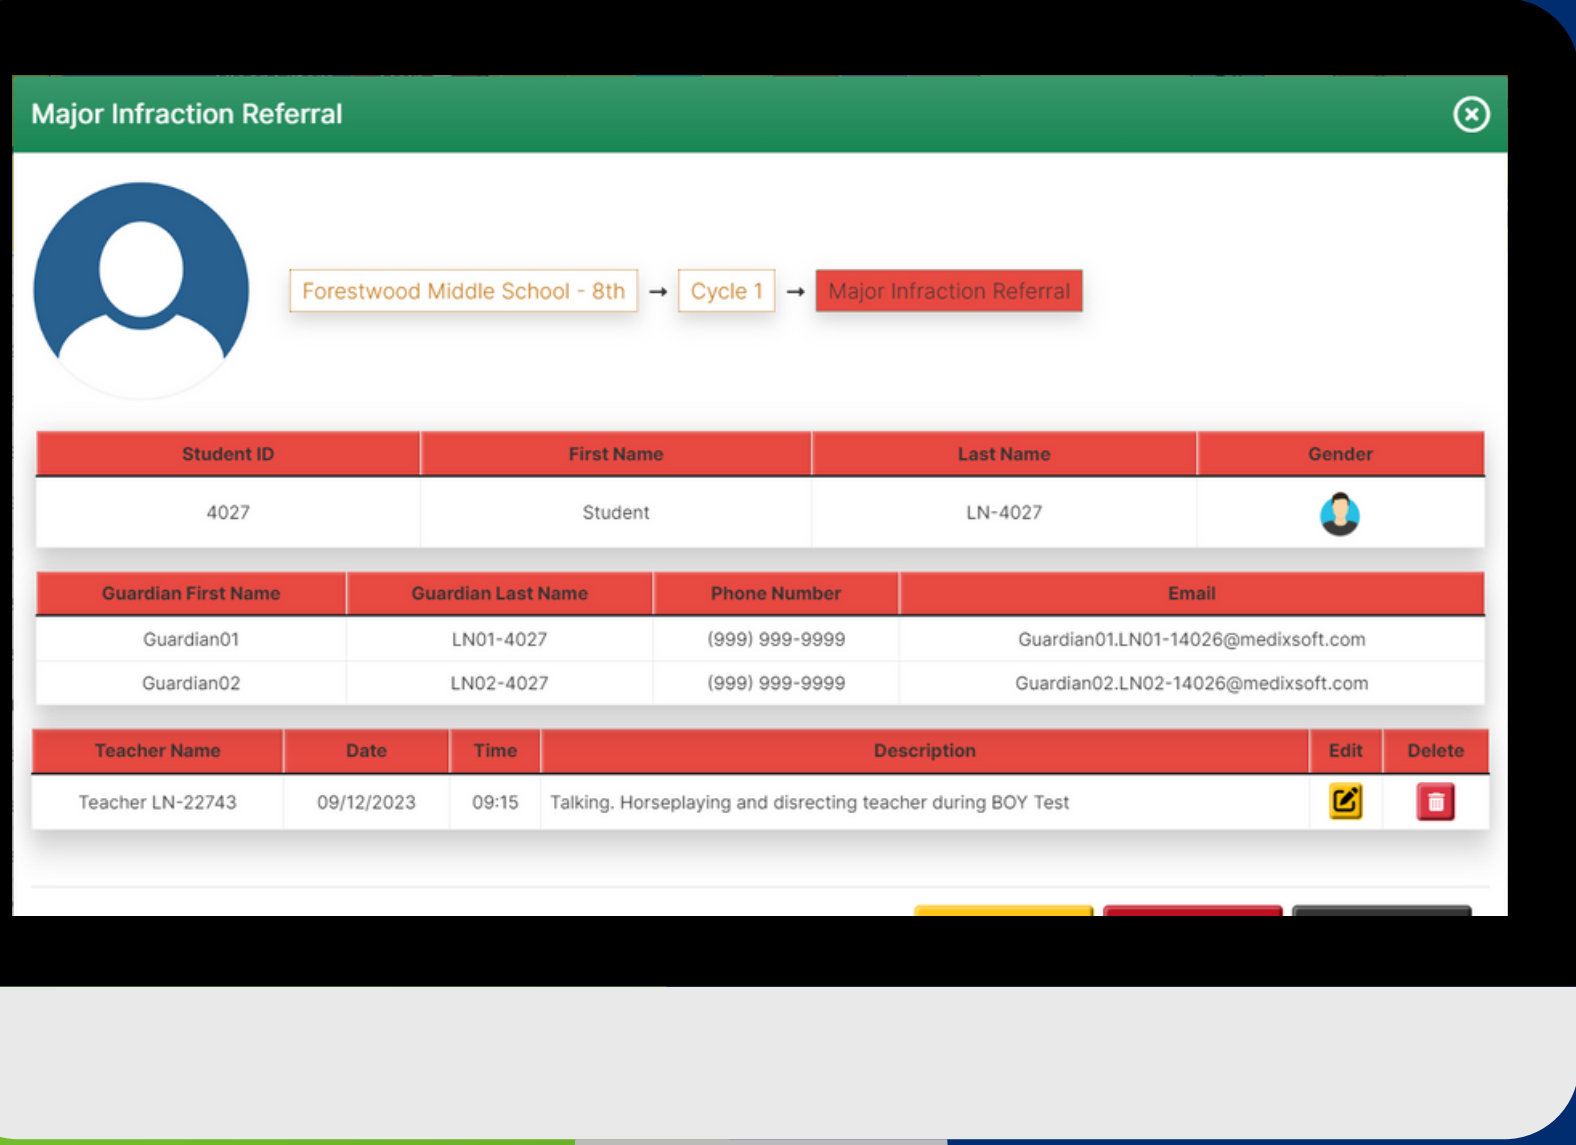 Major Infraction Referral
Forestwood Middle School - 8th → Cycle 1 → Major Infraction Referral
Student ID First Name Last Name Gender
4027 Student LN-4027
Guardian First Name Guardian Last Name Phone Number Email
Guardian01 LN01-4027 (999) 999-9999 Guardian01.LN01-14026@medixsoft.com
Guardian02 LN02-4027 (999) 999-9999 Guardian02.LN02-14026@medixsoft.com
Teacher Name Date Time Description Edit Delete
Teacher LN-22743 09/12/2023 09:15 Talking. Horseplaying and disrecting teacher during BOY Test